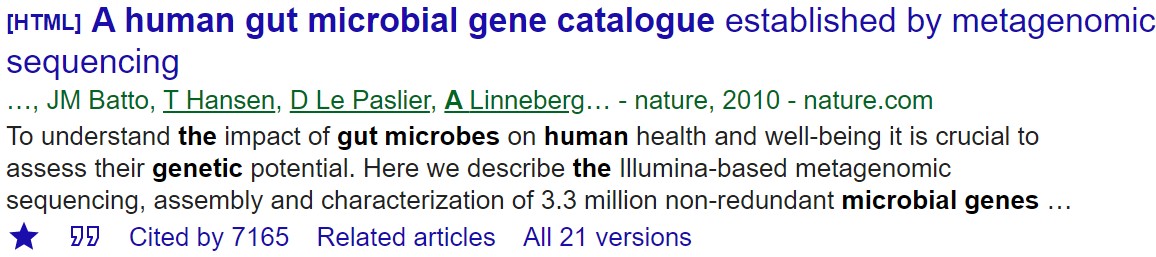 [HTML] A human gut microbial gene catalogue established by metagenomic
sequencing
…, JM Batto, T Hansen, D Le Paslier, A Linneberg… - nature, 2010 - nature.com
To understand the impact of gut microbes on human health and well-being it is crucial to
assess their genetic potential. Here we describe the Illumina-based metagenomic
sequencing, assembly and characterization of 3.3 million non-redundant microbial genes …
Cited by 7165 Related articles All 21 versions